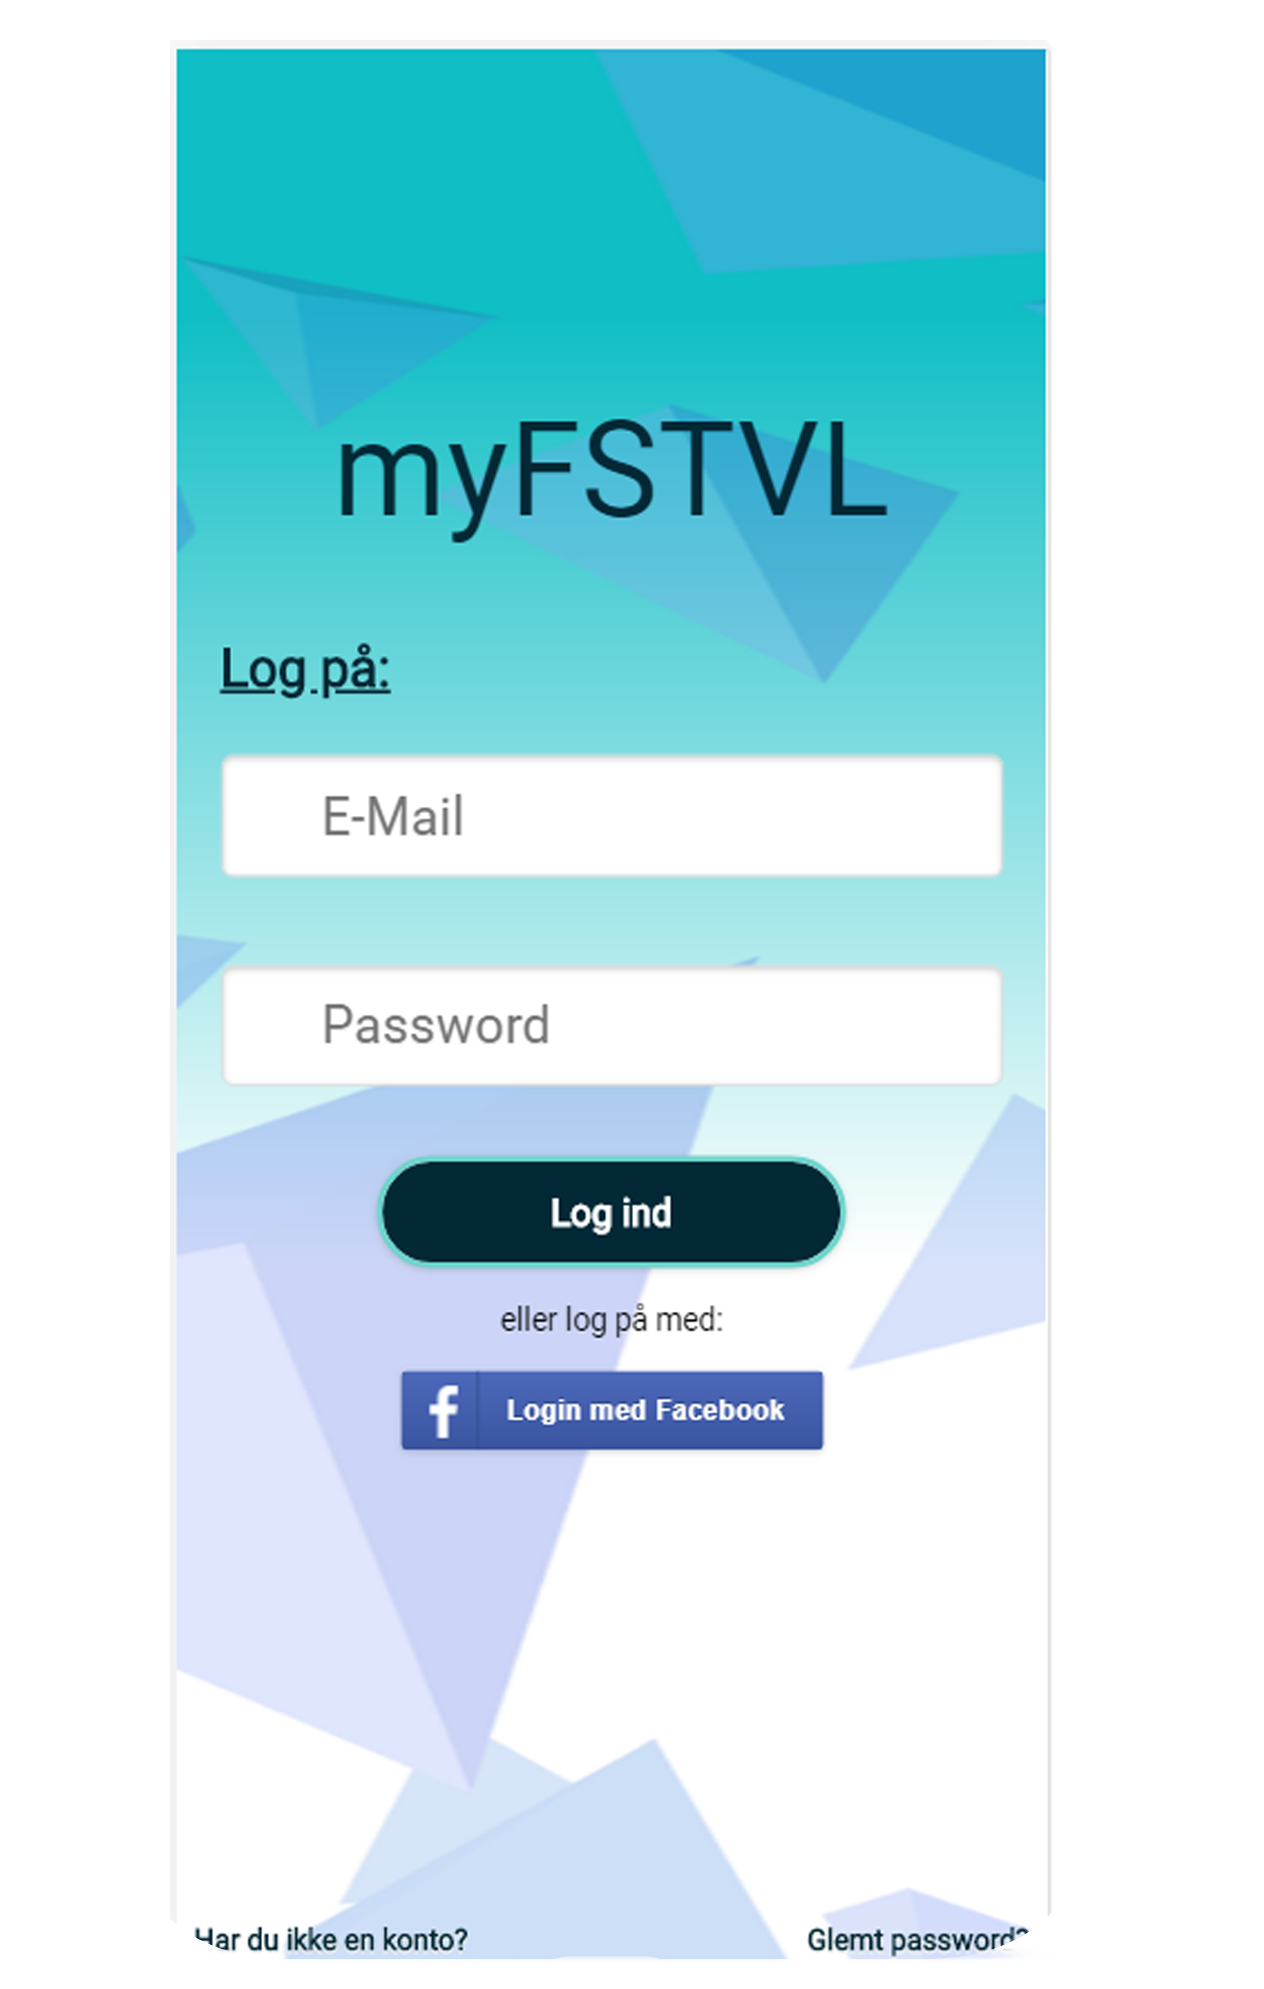 myFSTVL
Log på:
E-Mail
Password
Log ind
eller log på med:
f Login med Facebook
Har du ikke en konto? Glemt password?